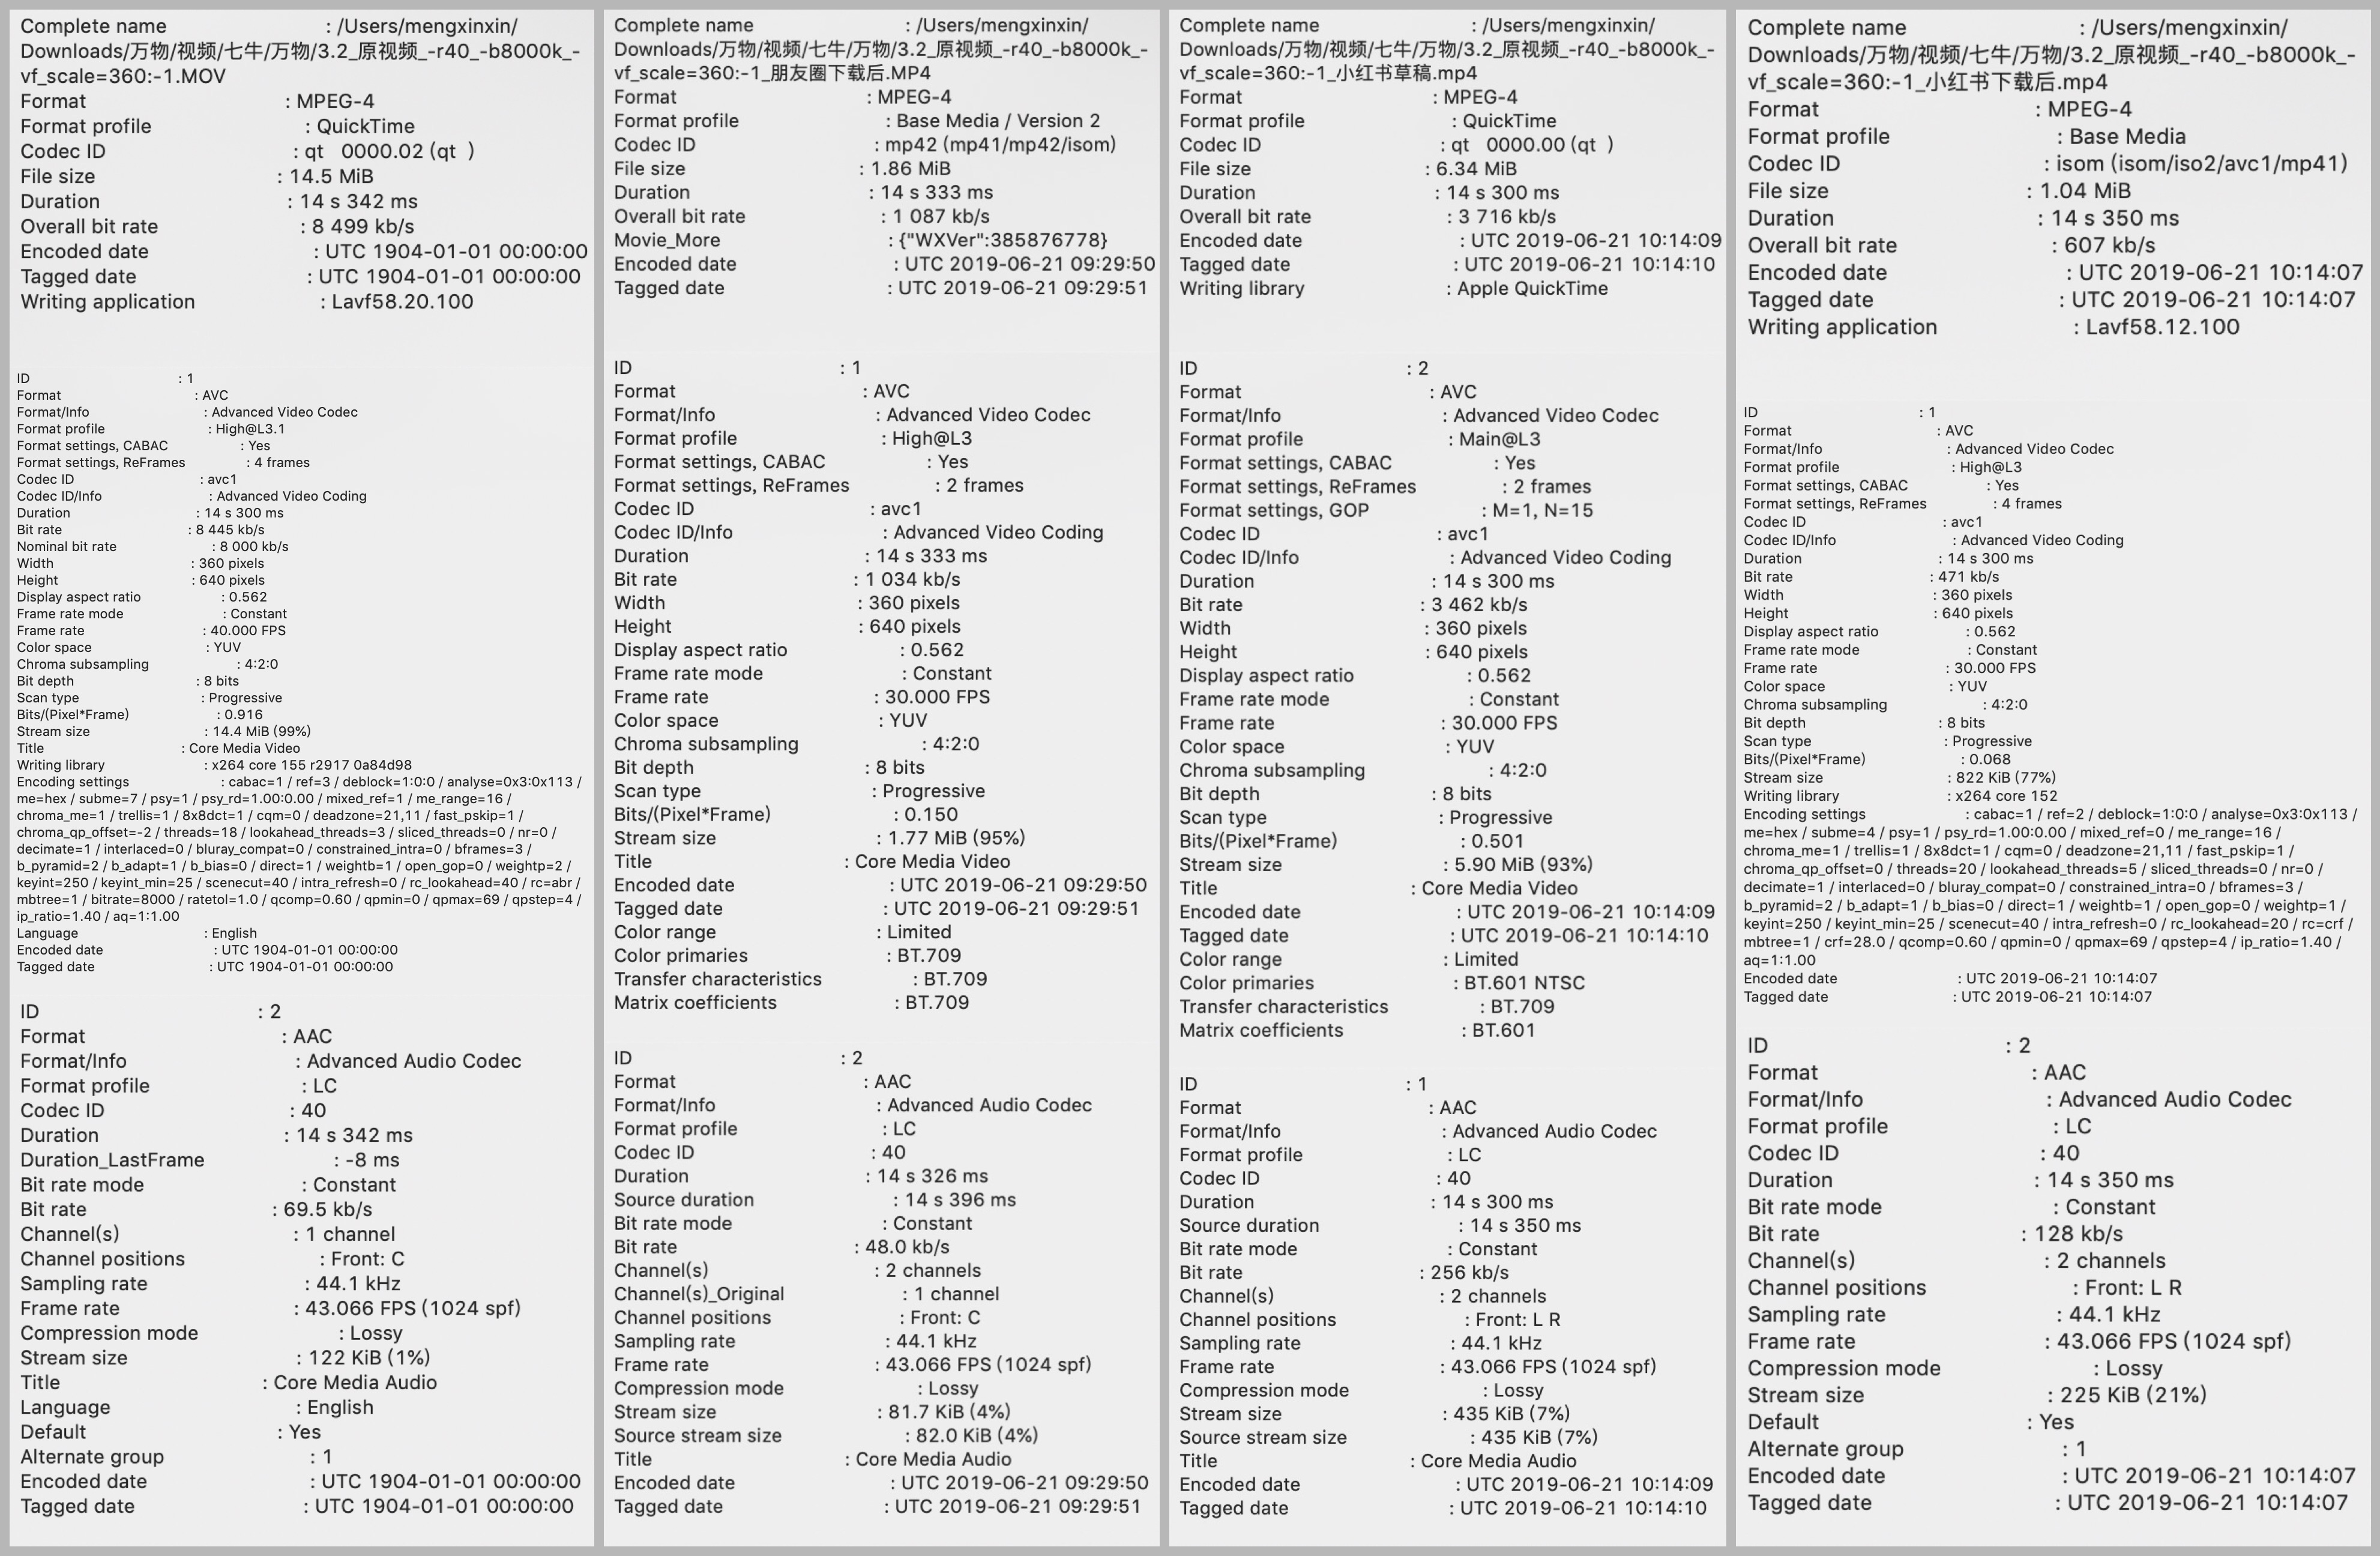 Complete name : /Users/mengxinxin/
Downloads/万物/视频/七牛/万物/3.2_原视频_-r40_-b8000k_-
vf_scale=360:-1.MOV
Format : MPEG-4
Format profile : QuickTime
Codec ID : qt 0000.02 (qt )
File size : 14.5 MiB
Duration : 14 s 342 ms
Overall bit rate : 8 499 kb/s
Encoded date : UTC 1904-01-01 00:00:00
Tagged date : UTC 1904-01-01 00:00:00
Writing application : Lavf58.20.100
ID : 1
Format : AVC
Format/Info : Advanced Video Codec
Format profile : High@L3.1
Format settings, CABAC : Yes
Format settings, ReFrames : 4 frames
Codec ID : avc1
Codec ID/Info : Advanced Video Coding
Duration : 14 s 300 ms
Bit rate : 8 445 kb/s
Nominal bit rate : 8 000 kb/s
Width : 360 pixels
Height : 640 pixels
Display aspect ratio : 0.562
Frame rate mode : Constant
Frame rate : 40.000 FPS
Color space : YUV
Chroma subsampling : 4:2:0
Bit depth : 8 bits
Scan type : Progressive
Bits/(Pixel*Frame) : 0.916
Stream size : 14.4 MiB (99%)
Title : Core Media Video
Writing library : x264 core 155 r2917 0a84d98
Encoding settings : cabac=1 / ref=3 / deblock=1:0:0 / analyse=0x3:0x113 /
me=hex / subme=7 / psy=1 / psy_rd=1.00:0.00 / mixed_ref=1 / me_range=16 /
chroma_me=1 / trellis=1 / 8x8dct=1 / cqm=0 / deadzone=21,11 / fast_pskip=1 /
chroma_qp_offset=-2 / threads=18 / lookahead_threads=3 / sliced_threads=0 / nr=0 /
decimate=1 / interlaced=0 / bluray_compat=0 / constrained_intra=0 / bframes=3 /
b_pyramid=2 / b_adapt=1 / b_bias=0 / direct=1 / weightb=1 / open_gop=0 / weightp=2 /
keyint=250 / keyint_min=25 / scenecut=40 / intra_refresh=0 / rc_lookahead=40 / rc=abr /
mbtree=1 / bitrate=8000 / ratetol=1.0 / qcomp=0.60 / qpmin=0 / qpmax=69 / qpstep=4 /
ip_ratio=1.40 / aq=1:1.00
Language : English
Encoded date : UTC 1904-01-01 00:00:00
Tagged date : UTC 1904-01-01 00:00:00
ID : 2
Format : AAC
Format/Info : Advanced Audio Codec
Format profile : LC
Codec ID : 40
Duration : 14 s 342 ms
Duration_LastFrame : -8 ms
Bit rate mode : Constant
Bit rate : 69.5 kb/s
Channel(s) : 1 channel
Channel positions : Front: C
Sampling rate : 44.1 kHz
Frame rate : 43.066 FPS (1024 spf)
Compression mode : Lossy
Stream size : 122 KiB (1%)
Title : Core Media Audio
Language : English
Default : Yes
Alternate group : 1
Encoded date : UTC 1904-01-01 00:00:00
Tagged date : UTC 1904-01-01 00:00:00
Complete name : /Users/mengxinxin/
Downloads/万物/视频/七牛/万物/3.2_原视频_-r40_-b8000k_-
vf_scale=360:-1_朋友圈下载后.MP4
Format : MPEG-4
Format profile : Base Media / Version 2
Codec ID : mp42 (mp41/mp42/isom)
File size : 1.86 MiB
Duration : 14 s 333 ms
Overall bit rate : 1 087 kb/s
Movie_More : {"WXVer":385876778}
Encoded date : UTC 2019-06-21 09:29:50
Tagged date : UTC 2019-06-21 09:29:51
ID : 1
Format : AVC
Format/Info : Advanced Video Codec
Format profile : High@L3
Format settings, CABAC : Yes
Format settings, ReFrames : 2 frames
Codec ID : avc1
Codec ID/Info : Advanced Video Coding
Duration : 14 s 333 ms
Bit rate : 1 034 kb/s
Width : 360 pixels
Height : 640 pixels
Display aspect ratio : 0.562
Frame rate mode : Constant
Frame rate : 30.000 FPS
Color space : YUV
Chroma subsampling : 4:2:0
Bit depth : 8 bits
Scan type : Progressive
Bits/(Pixel*Frame) : 0.150
Stream size : 1.77 MiB (95%)
Title : Core Media Video
Encoded date : UTC 2019-06-21 09:29:50
Tagged date : UTC 2019-06-21 09:29:51
Color range : Limited
Color primaries : BT.709
Transfer characteristics : BT.709
Matrix coefficients : BT.709
ID : 2
Format : AAC
Format/Info : Advanced Audio Codec
Format profile : LC
Codec ID : 40
Duration : 14 s 326 ms
Source duration : 14 s 396 ms
Bit rate mode : Constant
Bit rate : 48.0 kb/s
Channel(s) : 2 channels
Channel(s)_Original : 1 channel
Channel positions : Front: C
Sampling rate : 44.1 kHz
Frame rate : 43.066 FPS (1024 spf)
Compression mode : Lossy
Stream size : 81.7 KiB (4%)
Source stream size : 82.0 KiB (4%)
Title : Core Media Audio
Encoded date : UTC 2019-06-21 09:29:50
Tagged date : UTC 2019-06-21 09:29:51
Complete name : /Users/mengxinxin/
Downloads/万物/视频/七牛/万物/3.2_原视频_-r40_-b8000k_-
vf_scale=360:-1_小红书草稿.mp4
Format : MPEG-4
Format profile : QuickTime
Codec ID : qt 0000.00 (qt )
File size : 6.34 MiB
Duration : 14 s 300 ms
Overall bit rate : 3 716 kb/s
Encoded date : UTC 2019-06-21 10:14:09
Tagged date : UTC 2019-06-21 10:14:10
Writing library : Apple QuickTime
ID : 2
Format : AVC
Format/Info : Advanced Video Codec
Format profile : Main@L3
Format settings, CABAC : Yes
Format settings, ReFrames : 2 frames
Format settings, GOP : M=1, N=15
Codec ID : avc1
Codec ID/Info : Advanced Video Coding
Duration : 14 s 300 ms
Bit rate : 3 462 kb/s
Width : 360 pixels
Height : 640 pixels
Display aspect ratio : 0.562
Frame rate mode : Constant
Frame rate : 30.000 FPS
Color space : YUV
Chroma subsampling : 4:2:0
Bit depth : 8 bits
Scan type : Progressive
Bits/(Pixel*Frame) : 0.501
Stream size : 5.90 MiB (93%)
Title : Core Media Video
Encoded date : UTC 2019-06-21 10:14:09
Tagged date : UTC 2019-06-21 10:14:10
Color range : Limited
Color primaries : BT.601 NTSC
Transfer characteristics : BT.709
Matrix coefficients : BT.601
ID : 1
Format : AAC
Format/Info : Advanced Audio Codec
Format profile : LC
Codec ID : 40
Duration : 14 s 300 ms
Source duration : 14 s 350 ms
Bit rate mode : Constant
Bit rate : 256 kb/s
Channel(s) : 2 channels
Channel positions : Front: L R
Sampling rate : 44.1 kHz
Frame rate : 43.066 FPS (1024 spf)
Compression mode : Lossy
Stream size : 435 KiB (7%)
Source stream size : 435 KiB (7%)
Title : Core Media Audio
Encoded date : UTC 2019-06-21 10:14:09
Tagged date : UTC 2019-06-21 10:14:10
Complete name : /Users/mengxinxin/
Downloads/万物/视频/七牛/万物/3.2_原视频_-r40_-b8000k_-
vf_scale=360:-1_小红书下载后.mp4
Format : MPEG-4
Format profile : Base Media
Codec ID : isom (isom/iso2/avc1/mp41)
File size : 1.04 MiB
Duration : 14 s 350 ms
Overall bit rate : 607 kb/s
Encoded date : UTC 2019-06-21 10:14:07
Tagged date : UTC 2019-06-21 10:14:07
Writing application : Lavf58.12.100
ID : 1
Format : AVC
Format/Info : Advanced Video Codec
Format profile : High@L3
Format settings, CABAC : Yes
Format settings, ReFrames : 4 frames
Codec ID : avc1
Codec ID/Info : Advanced Video Coding
Duration : 14 s 300 ms
Bit rate : 471 kb/s
Width : 360 pixels
Height : 640 pixels
Display aspect ratio : 0.562
Frame rate mode : Constant
Frame rate : 30.000 FPS
Color space : YUV
Chroma subsampling : 4:2:0
Bit depth : 8 bits
Scan type : Progressive
Bits/(Pixel*Frame) : 0.068
Stream size : 822 KiB (77%)
Writing library : x264 core 152
Encoding settings : cabac=1 / ref=2 / deblock=1:0:0 / analyse=0x3:0x113 /
me=hex / subme=4 / psy=1 / psy_rd=1.00:0.00 / mixed_ref=0 / me_range=16 /
chroma_me=1 / trellis=1 / 8x8dct=1 / cqm=0 / deadzone=21,11 / fast_pskip=1 /
chroma_qp_offset=0 / threads=20 / lookahead_threads=5 / sliced_threads=0 / nr=0 /
decimate=1 / interlaced=0 / bluray_compat=0 / constrained_intra=0 / bframes=3 /
b_pyramid=2 / b_adapt=1 / b_bias=0 / direct=1 / weightb=1 / open_gop=0 / weightp=1 /
keyint=250 / keyint_min=25 / scenecut=40 / intra_refresh=0 / rc_lookahead=20 / rc=crf /
mbtree=1 / crf=28.0 / qcomp=0.60 / qpmin=0 / qpmax=69 / qpstep=4 / ip_ratio=1.40 /
aq=1:1.00
Encoded date : UTC 2019-06-21 10:14:07
Tagged date : UTC 2019-06-21 10:14:07
ID : 2
Format : AAC
Format/Info : Advanced Audio Codec
Format profile : LC
Codec ID : 40
Duration : 14 s 350 ms
Bit rate mode : Constant
Bit rate : 128 kb/s
Channel(s) : 2 channels
Channel positions : Front: L R
Sampling rate : 44.1 kHz
Frame rate : 43.066 FPS (1024 spf)
Compression mode : Lossy
Stream size : 225 KiB (21%)
Default : Yes
Alternate group : 1
Encoded date : UTC 2019-06-21 10:14:07
Tagged date : UTC 2019-06-21 10:14:07